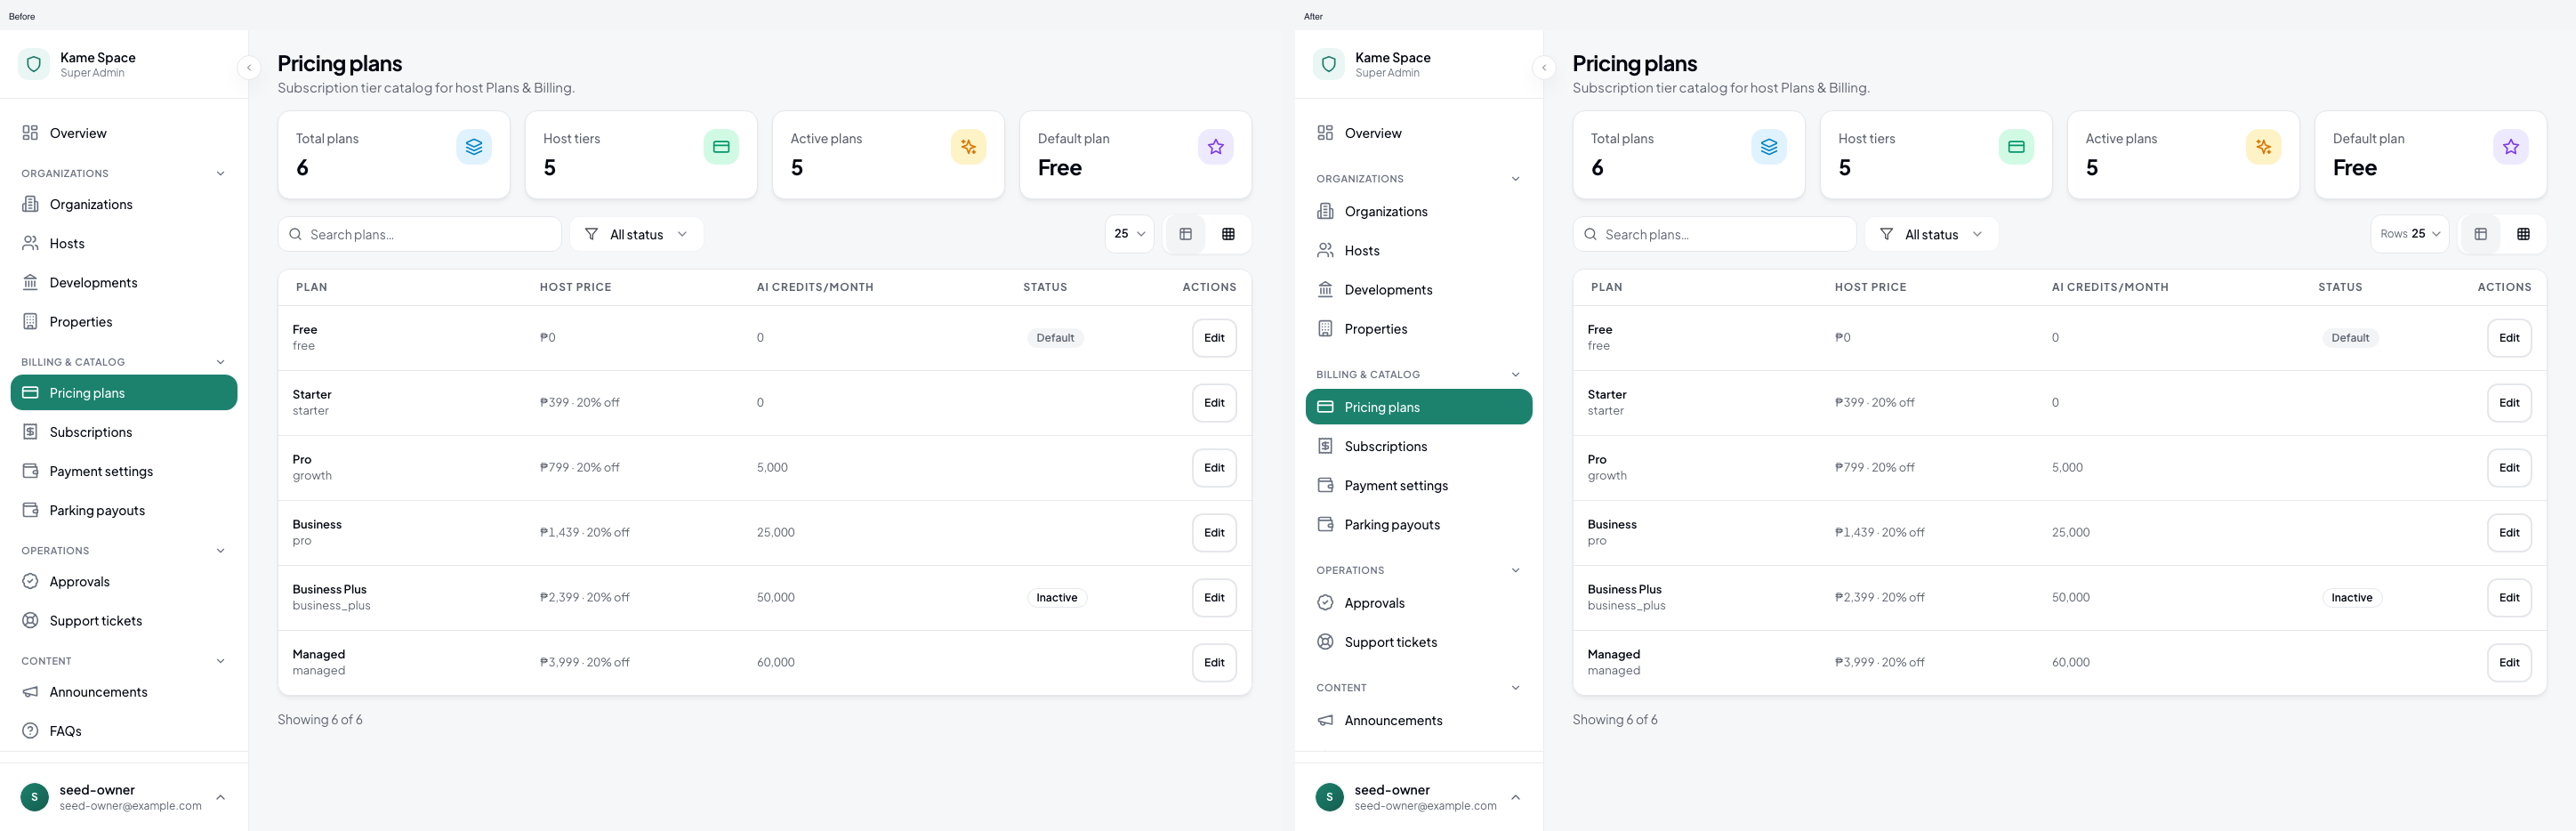 Before
Kame Space
Super Admin
Overview
ORGANIZATIONS
Organizations
Hosts
Developments
Properties
BILLING & CATALOG
Pricing plans
Subscriptions
Payment settings
Parking payouts
OPERATIONS
Approvals
Support tickets
CONTENT
Announcements
FAQs
S
seed-owner
seed-owner@example.com
Pricing plans
Subscription tier catalog for host Plans & Billing.
Total plans
6
Host tiers
5
Active plans
5
Default plan
Free
Search plans...
All status
25
PLAN HOST PRICE AI CREDITS/MONTH STATUS ACTIONS
Free
free
₱0 0 Default Edit
Starter
starter
₱399 · 20% off 0 Edit
Pro
growth
₱799 · 20% off 5,000 Edit
Business
pro
₱1,439 · 20% off 25,000 Edit
Business Plus
business_plus
₱2,399 · 20% off 50,000 Inactive Edit
Managed
managed
₱3,999 · 20% off 60,000 Edit
Showing 6 of 6
After
Kame Space
Super Admin
Overview
ORGANIZATIONS
Organizations
Hosts
Developments
Properties
BILLING & CATALOG
Pricing plans
Subscriptions
Payment settings
Parking payouts
OPERATIONS
Approvals
Support tickets
CONTENT
Announcements
S
seed-owner
seed-owner@example.com
Pricing plans
Subscription tier catalog for host Plans & Billing.
Total plans
6
Host tiers
5
Active plans
5
Default plan
Free
Search plans...
All status
Rows 25
PLAN HOST PRICE AI CREDITS/MONTH STATUS ACTIONS
Free
free
₱0 0 Default Edit
Starter
starter
₱399 · 20% off 0 Edit
Pro
growth
₱799 · 20% off 5,000 Edit
Business
pro
₱1,439 · 20% off 25,000 Edit
Business Plus
business_plus
₱2,399 · 20% off 50,000 Inactive Edit
Managed
managed
₱3,999 · 20% off 60,000 Edit
Showing 6 of 6